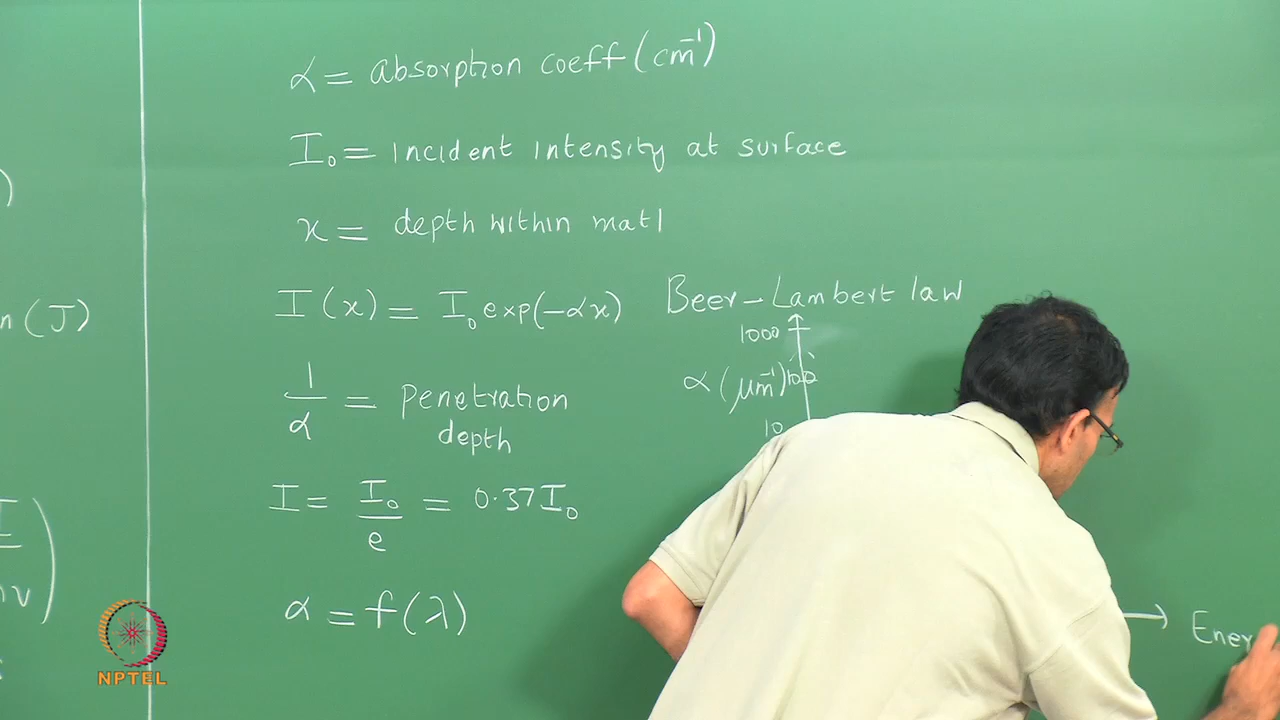 α = absorption coeff (cm⁻¹)
I₀ = incident intensity at surface
x = depth within matl
I(x) = I₀ exp(-αx) Beer-Lambert law
1/α = penetration depth
I = I₀/e = 0.37 I₀
α = f(λ)
1000
α (μm⁻¹) 100
10
→ Ener
n (J)
NPTEL